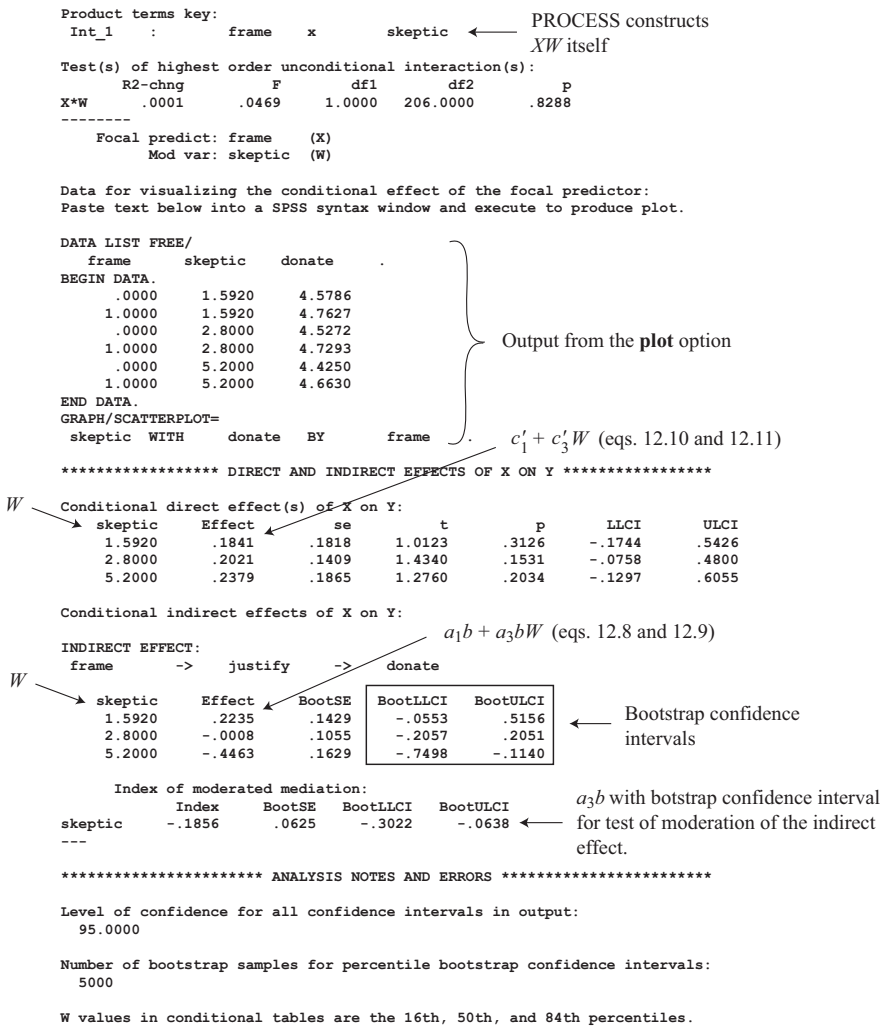 Product terms key:
Int_1 : frame x skeptic
PROCESS constructs
XW itself
Test(s) of highest order unconditional interaction(s):
R2-chng F df1 df2 p
X*W .0001 .0469 1.0000 206.0000 .8288
--------
Focal predict: frame (X)
Mod var: skeptic (W)
Data for visualizing the conditional effect of the focal predictor:
Paste text below into a SPSS syntax window and execute to produce plot.
DATA LIST FREE/
frame skeptic donate .
BEGIN DATA.
.0000 1.5920 4.5786
1.0000 1.5920 4.7627
.0000 2.8000 4.5272
1.0000 2.8000 4.7293
.0000 5.2000 4.4250
1.0000 5.2000 4.6630
END DATA.
Output from the plot option
GRAPH/SCATTERPLOT=
skeptic WITH donate BY frame .
c′1 + c′3W (eqs. 12.10 and 12.11)
****************** DIRECT AND INDIRECT EFFECTS OF X ON Y *****************
W
Conditional direct effect(s) of X on Y:
skeptic Effect se t p LLCI ULCI
1.5920 .1841 .1818 1.0123 .3126 -.1744 .5426
2.8000 .2021 .1409 1.4340 .1531 -.0758 .4800
5.2000 .2379 .1865 1.2760 .2034 -.1297 .6055
Conditional indirect effects of X on Y:
a1b + a3bW (eqs. 12.8 and 12.9)
INDIRECT EFFECT:
frame -> justify -> donate
W
skeptic Effect BootSE BootLLCI BootULCI
1.5920 .2235 .1429 -.0553 .5156
2.8000 -.0008 .1055 -.2057 .2051
5.2000 -.4463 .1629 -.7498 -.1140
Bootstrap confidence
intervals
Index of moderated mediation:
Index BootSE BootLLCI BootULCI
skeptic -.1856 .0625 -.3022 -.0638
---
a3b with botstrap confidence interval
for test of moderation of the indirect
effect.
*********************** ANALYSIS NOTES AND ERRORS ************************
Level of confidence for all confidence intervals in output:
95.0000
Number of bootstrap samples for percentile bootstrap confidence intervals:
5000
W values in conditional tables are the 16th, 50th, and 84th percentiles.